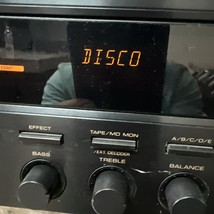 DISCO
EFFECT
TAPE/MD MON
A/B/C/D/E
/EXT. DECODER
BASS
TREBLE
BALANCE